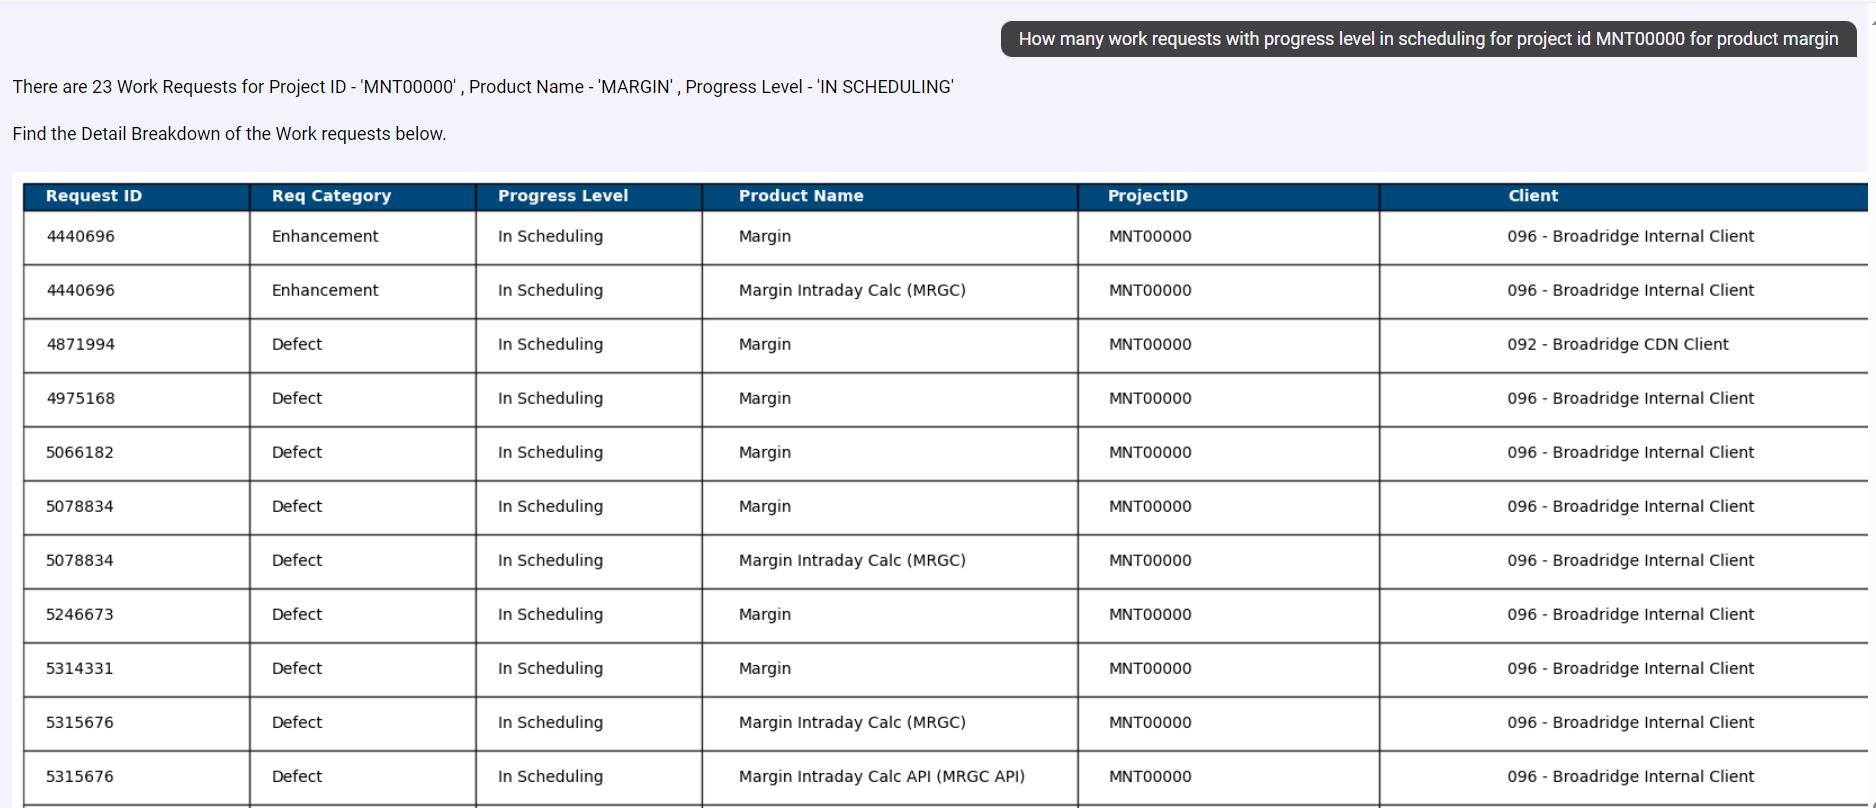 How many work requests with progress level in scheduling for project id MNT00000 for product margin
There are 23 Work Requests for Project ID - 'MNT00000' , Product Name - 'MARGIN' , Progress Level - 'IN SCHEDULING'
Find the Detail Breakdown of the Work requests below.
Request ID Req Category Progress Level Product Name ProjectID Client
4440696 Enhancement In Scheduling Margin MNT00000 096 - Broadridge Internal Client
4440696 Enhancement In Scheduling Margin Intraday Calc (MRGC) MNT00000 096 - Broadridge Internal Client
4871994 Defect In Scheduling Margin MNT00000 092 - Broadridge CDN Client
4975168 Defect In Scheduling Margin MNT00000 096 - Broadridge Internal Client
5066182 Defect In Scheduling Margin MNT00000 096 - Broadridge Internal Client
5078834 Defect In Scheduling Margin MNT00000 096 - Broadridge Internal Client
5078834 Defect In Scheduling Margin Intraday Calc (MRGC) MNT00000 096 - Broadridge Internal Client
5246673 Defect In Scheduling Margin MNT00000 096 - Broadridge Internal Client
5314331 Defect In Scheduling Margin MNT00000 096 - Broadridge Internal Client
5315676 Defect In Scheduling Margin Intraday Calc (MRGC) MNT00000 096 - Broadridge Internal Client
5315676 Defect In Scheduling Margin Intraday Calc API (MRGC API) MNT00000 096 - Broadridge Internal Client